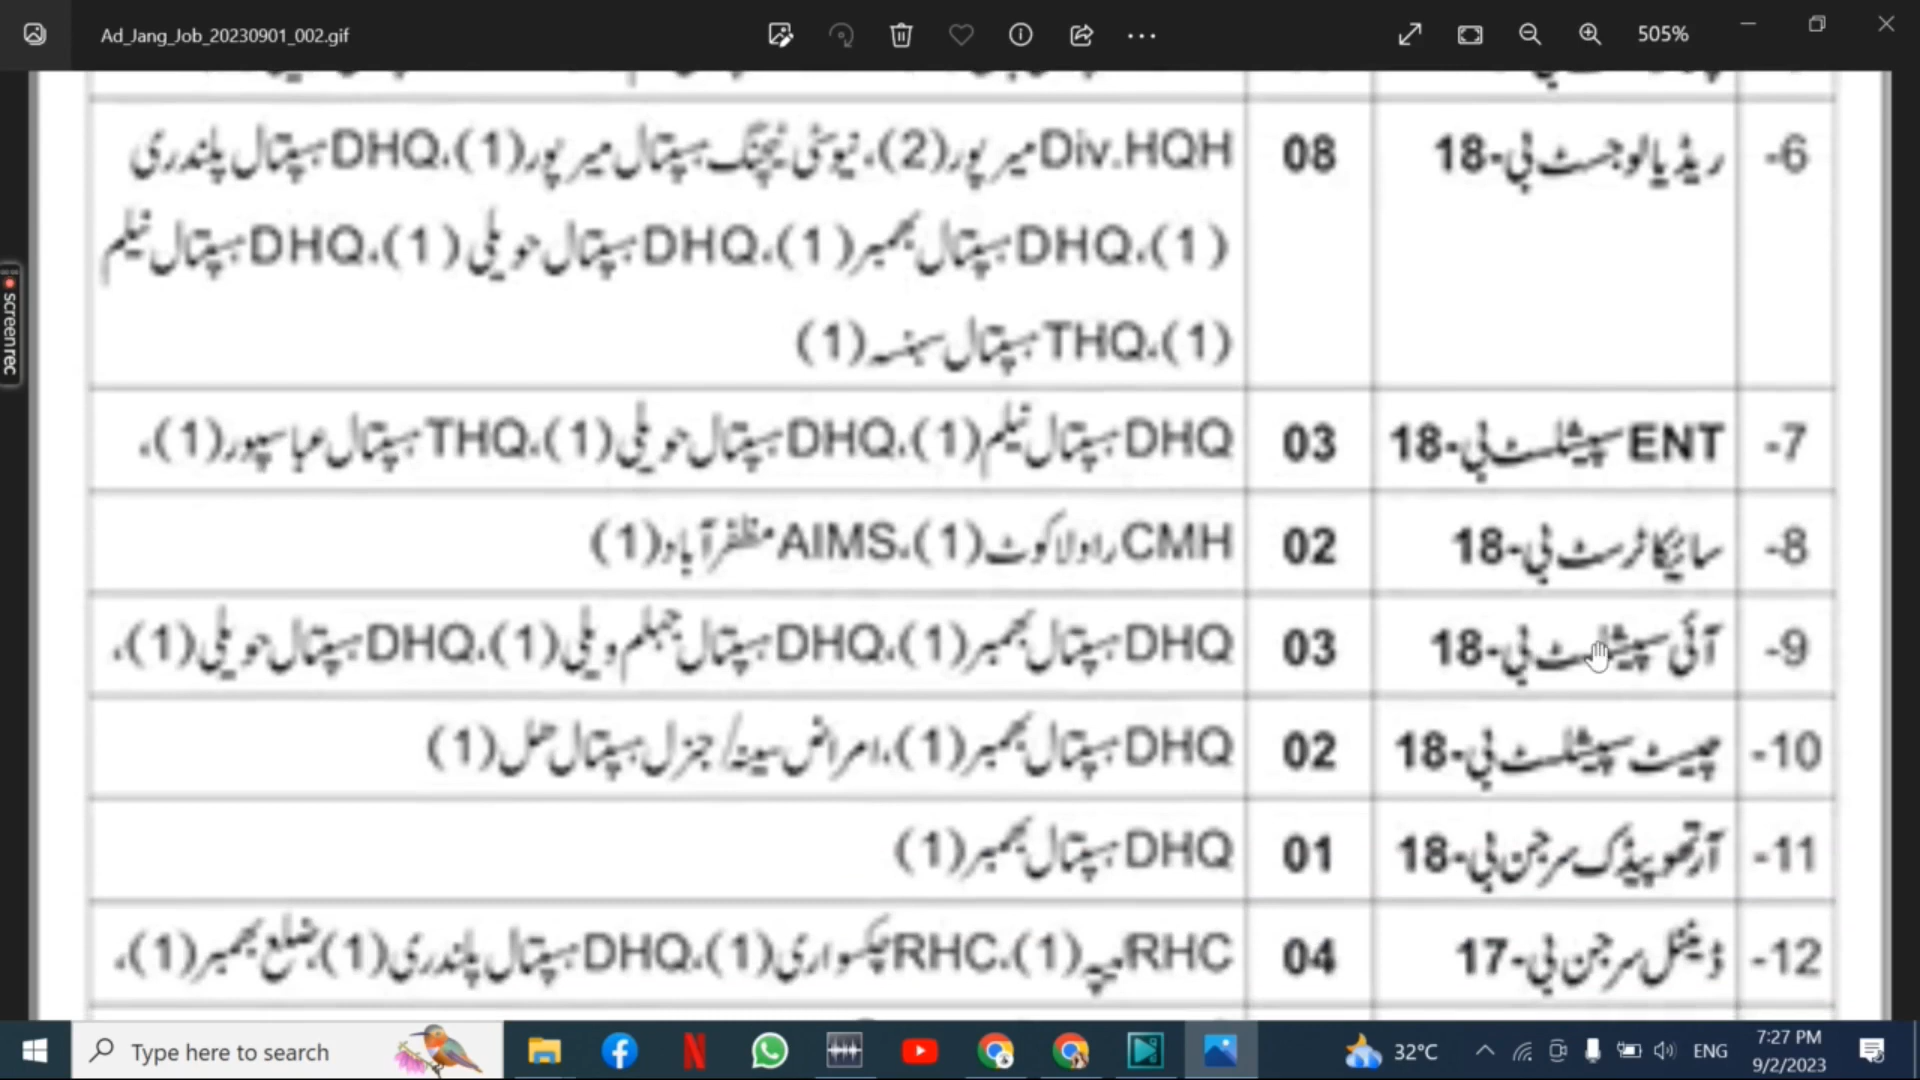 Ad_Jang_Job_20230901_002.gif
505%
screenrec
6- ریڈیالوجسٹ بی-18 08 Div.HQH میرپور(2)، نیوسٹی ٹیچنگ ہسپتال میرپور(1)، DHQ ہسپتال پلندری
(1)، DHQ ہسپتال بھمبر(1)، DHQ ہسپتال حویلی(1)، DHQ ہسپتال نیلم
(1)، THQ ہسپتال سہنسہ(1)
7- ENT سپیشلسٹ بی-18 03 DHQ ہسپتال نیلم(1)، DHQ ہسپتال حویلی(1)، THQ ہسپتال عباسپور(1)،
8- سائیکاٹرسٹ بی-18 02 CMH راولاکوٹ(1)، AIMS مظفرآباد(1)
9- آئی سپیشلسٹ بی-18 03 DHQ ہسپتال بھمبر(1)، DHQ ہسپتال جہلم ویلی(1)، DHQ ہسپتال حویلی(1)،
10- چیسٹ سپیشلسٹ بی-18 02 DHQ ہسپتال بھمبر(1)، امراض سینہ/جنرل ہسپتال (1)
11- آرتھوپیڈک سرجن بی-18 01 DHQ ہسپتال بھمبر(1)
12- ڈینٹل سرجن بی-17 04 RHC (1)، RHC چکسواری(1)، DHQ ہسپتال پلندری(1) ضلع بھمبر(1)،
Type here to search
32°C
ENG
7:27 PM
9/2/2023